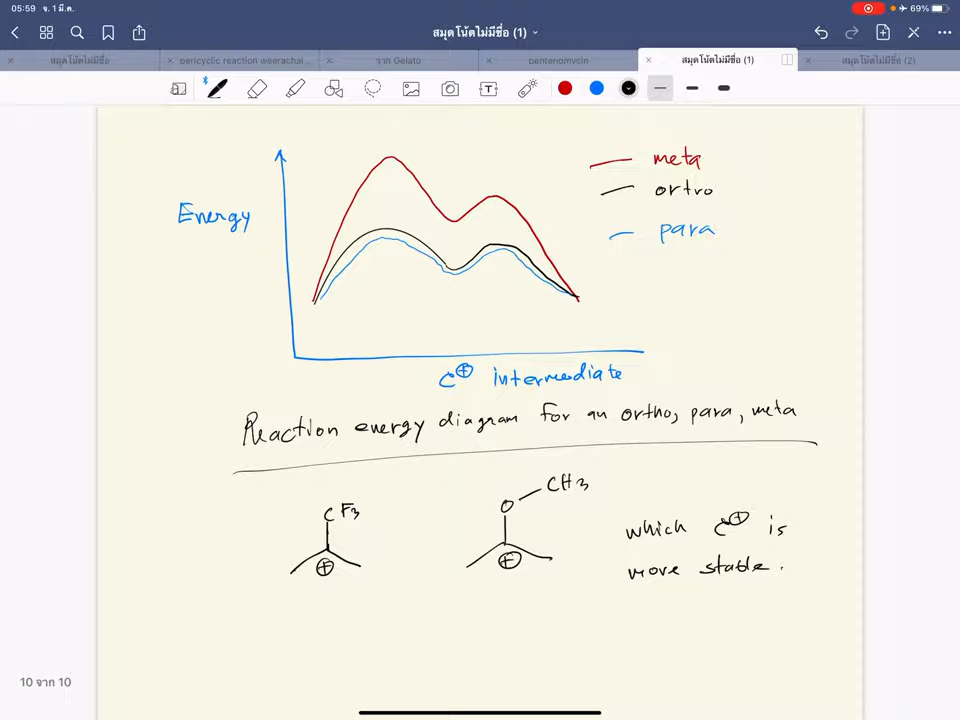 05:59 จ. 1 มี.ค.
69%
สมุดโน้ตไม่มีชื่อ (1)
สมุดโน้ตไม่มีชื่อ
pericyclic reaction weerachai
จาก Gelato
สมุดโน้ตไม่มีชื่อ (1)
สมุดโน้ตไม่มีชื่อ (2)
meta
ortro
para
Energy
C⊕ intermediate
Reaction energy diagram for an ortho, para, meta
CF3
O CH3
⊕
⊕
which C⊕ is
more stable.
10 จาก 10